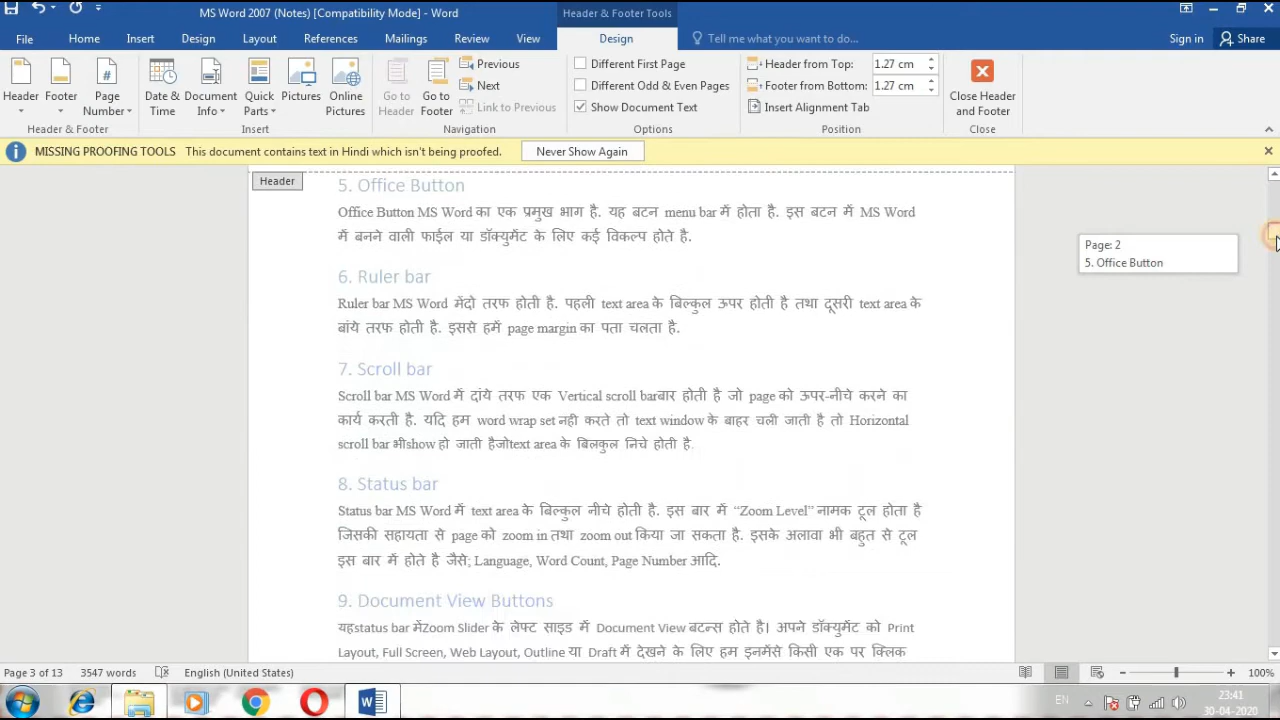 MS Word 2007 (Notes) [Compatibility Mode] - Word
Header & Footer Tools
File Home Insert Design Layout References Mailings Review View Design Tell me what you want to do... Sign in Share
Header Footer Page Number
Header & Footer
Date & Time Document Info Quick Parts Pictures Online Pictures
Insert
Go to Header Go to Footer Previous Next Link to Previous
Navigation
Different First Page
Different Odd & Even Pages
Show Document Text
Options
Header from Top: 1.27 cm
Footer from Bottom: 1.27 cm
Insert Alignment Tab
Position
Close Header and Footer
Close
MISSING PROOFING TOOLS This document contains text in Hindi which isn't being proofed. Never Show Again
Header
5. Office Button
Office Button MS Word का एक प्रमुख भाग है. यह बटन menu bar में होता है. इस बटन में MS Word
में बनने वाली फाईल या डॉक्युमेंट के लिए कई विकल्प होते है.
Page: 2
5. Office Button
6. Ruler bar
Ruler bar MS Word मेंदो तरफ होती है. पहली text area के बिल्कुल ऊपर होती है तथा दूसरी text area के
बांये तरफ होती है. इससे हमें page margin का पता चलता है.
7. Scroll bar
Scroll bar MS Word में दांये तरफ एक Vertical scroll barबार होती है जो page को ऊपर-नीचे करने का
कार्य करती है. यदि हम word wrap set नही करते तो text window के बाहर चली जाती है तो Horizontal
scroll bar भीshow हो जाती हैजोtext area के बिलकुल निचे होती है.
8. Status bar
Status bar MS Word में text area के बिल्कुल नीचे होती है. इस बार में “Zoom Level” नामक टूल होता है
जिसकी सहायता से page को zoom in तथा zoom out किया जा सकता है. इसके अलावा भी बहुत से टूल
इस बार में होते है जैसे; Language, Word Count, Page Number आदि.
9. Document View Buttons
यहstatus bar मेंZoom Slider के लेफ्ट साइड में Document View बटन्स होते है। अपने डॉक्युमेंट को Print
Layout, Full Screen, Web Layout, Outline या Draft में देखने के लिए हम इनमेंसे किसी एक पर क्लिक
Page 3 of 13 3547 words English (United States) 100%
EN 23:41
30-04-2020